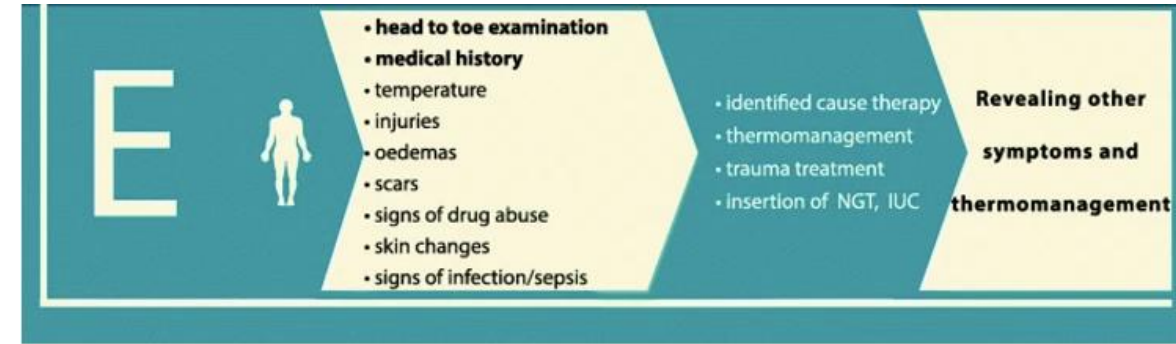 E
• head to toe examination
• medical history
• temperature
• injuries
• oedemas
• scars
• signs of drug abuse
• skin changes
• signs of infection/sepsis
• identified cause therapy
• thermomanagement
• trauma treatment
• insertion of NGT, IUC
Revealing other
symptoms and
thermomanagement